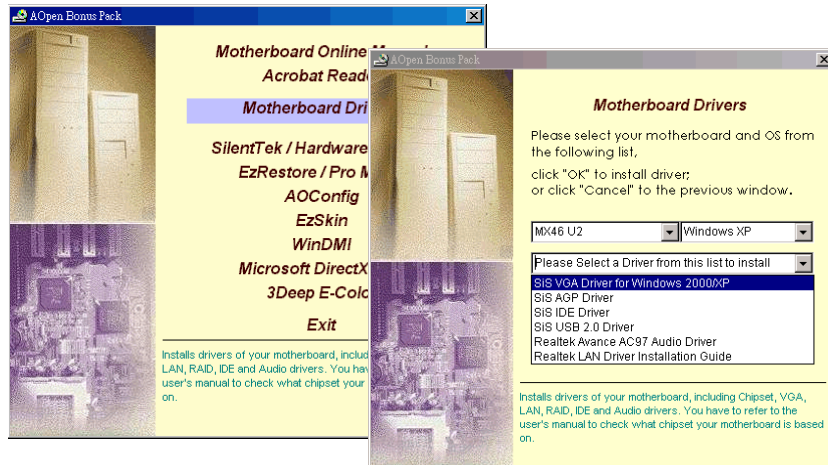 AOpen Bonus Pack
Motherboard Online
Acrobat Reade
Motherboard Dri
SilentTek / Hardware
EzRestore / Pro M
AOConfig
EzSkin
WinDMI
Microsoft DirectX
3Deep E-Colo
Exit
Installs drivers of your motherboard, includ
LAN, RAID, IDE and Audio drivers. You hav
user's manual to check what chipset your
on.
AOpen Bonus Pack
Motherboard Drivers
Please select your motherboard and OS from
the following list,
click "OK" to install driver;
or click "Cancel" to the previous window.
MX46 U2 Windows XP
Please Select a Driver from this list to install
SiS VGA Driver for Windows 2000/XP
SiS AGP Driver
SiS IDE Driver
SiS USB 2.0 Driver
Realtek Avance AC97 Audio Driver
Realtek LAN Driver Installation Guide
Installs drivers of your motherboard, including Chipset, VGA,
LAN, RAID, IDE and Audio drivers. You have to refer to the
user's manual to check what chipset your motherboard is based
on.